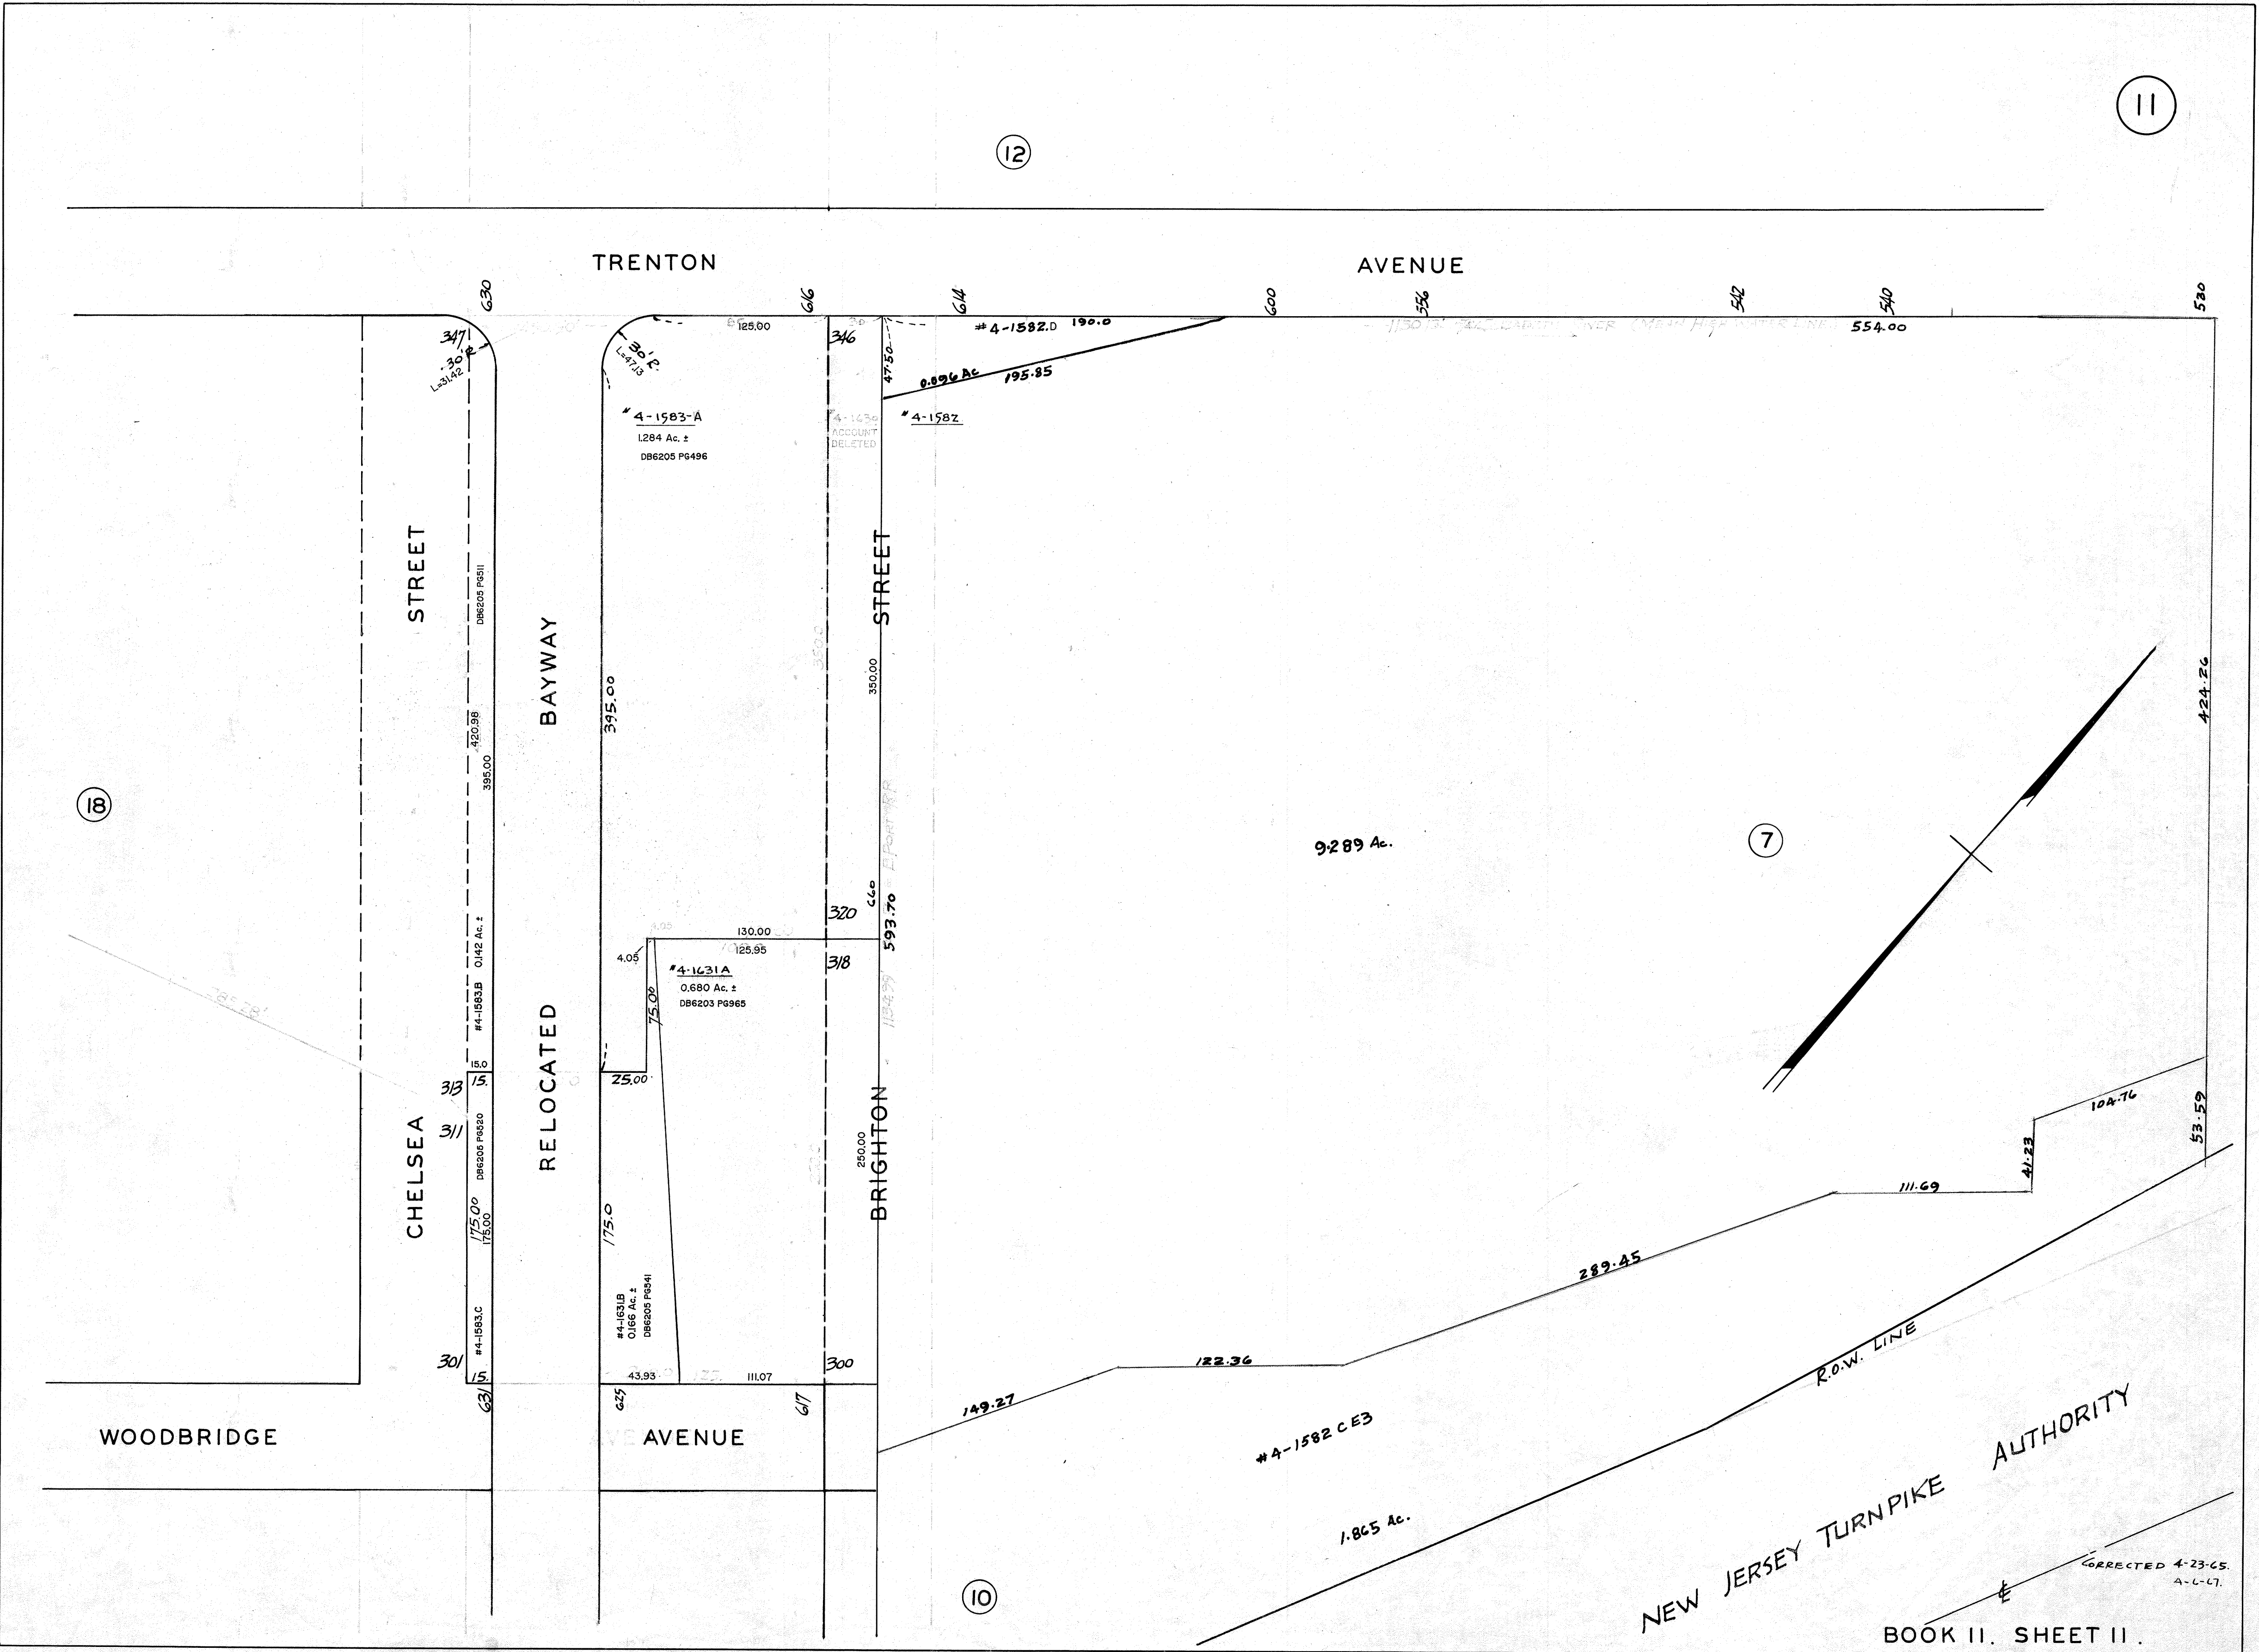 11
12
TRENTON AVENUE
630
616
614
600
556
542
540
530
347
30' R
L=31.42
30' R.
L=47.13
125.00
346
47.50
#4-1582.D 190.0
0.096 Ac 195.85
554.00
#4-1583-A
1.284 Ac. ±
DB6205 PG496
ACCOUNT
DELETED
#4-1582
CHELSEA STREET
DB6205 PG511
420.98
395.00
#4-1583.B 0.142 Ac. ±
RELOCATED BAYWAY
395.00
BRIGHTON STREET
350.00
660
593.70
424.26
18
9.289 Ac.
7
320
130.00
125.95
318
4.05
4.05
#4-1631A
0.680 Ac. ±
DB6203 PG965
75.00
25.00
15.0
15.
313
311
DB6205 PG520
175.00
175.00
#4-1583.C
301
15.
175.0
#4-1631.B
0.166 Ac. ±
DB6205 PG541
250.00
300
43.93
111.07
631
625
617
WOODBRIDGE AVENUE
149.27
122.36
289.45
111.69
41.23
104.76
53.59
#4-1582 C E3
1.865 Ac.
R.O.W. LINE
NEW JERSEY TURNPIKE AUTHORITY
10
CORRECTED 4-23-65.
4-6-67.
BOOK 11. SHEET 11.